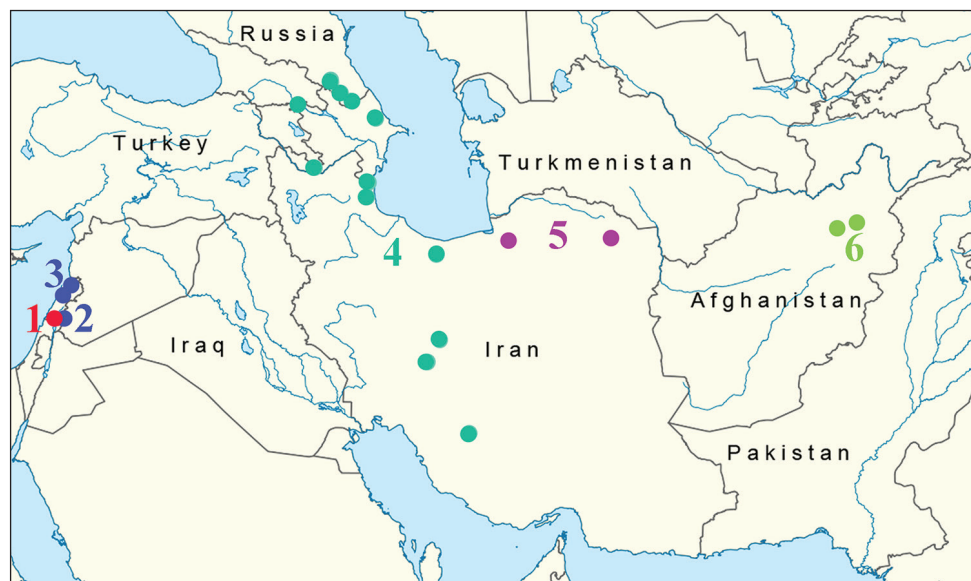 Russia
Turkey
Turkmenistan
4
5
6
3
Afghanistan
1
2
Iraq
Iran
Pakistan